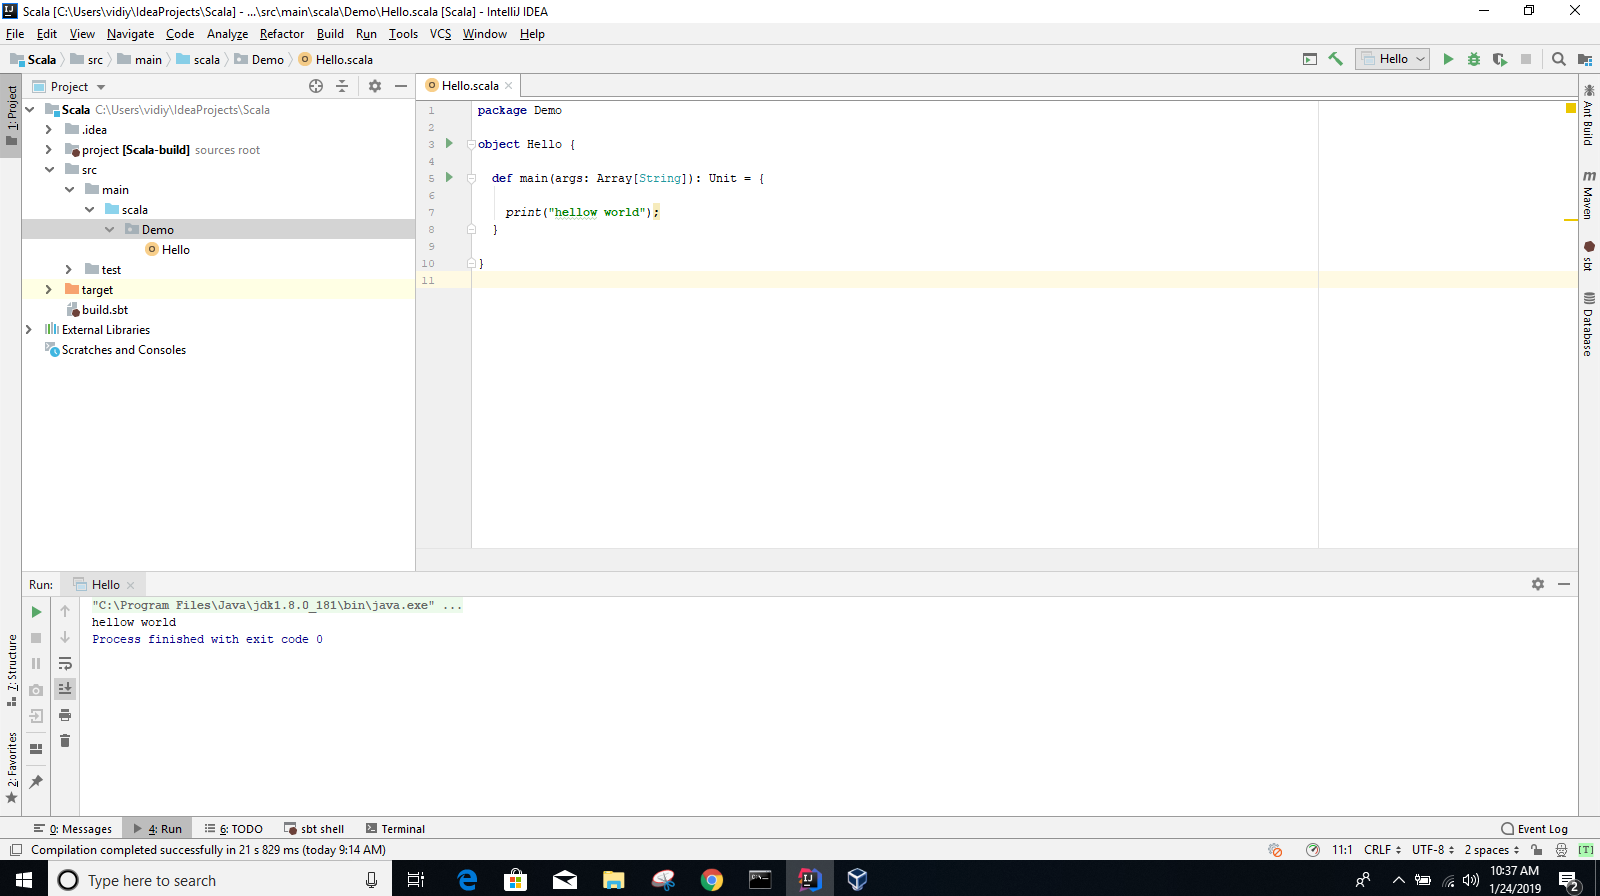 Scala [C:\Users\vidiy\IdeaProjects\Scala] - ...\src\main\scala\Demo\Hello.scala [Scala] - IntelliJ IDEA
File Edit View Navigate Code Analyze Refactor Build Run Tools VCS Window Help
Scala src main scala Demo Hello.scala
Hello
1: Project
Project
Hello.scala
Scala C:\Users\vidiy\IdeaProjects\Scala
.idea
project [Scala-build] sources root
src
main
scala
Demo
Hello
test
target
build.sbt
External Libraries
Scratches and Consoles
1 package Demo
2
3 object Hello {
4
5 def main(args: Array[String]): Unit = {
6
7 print("hellow world");
8 }
9
10 }
11
Ant Build
Maven
sbt
Database
Run: Hello
"C:\Program Files\Java\jdk1.8.0_181\bin\java.exe" ...
hellow world
Process finished with exit code 0
7: Structure
2: Favorites
0: Messages 4: Run 6: TODO sbt shell Terminal
Event Log
Compilation completed successfully in 21 s 829 ms (today 9:14 AM)
11:1 CRLF UTF-8 2 spaces [T]
Type here to search
10:37 AM
1/24/2019
2